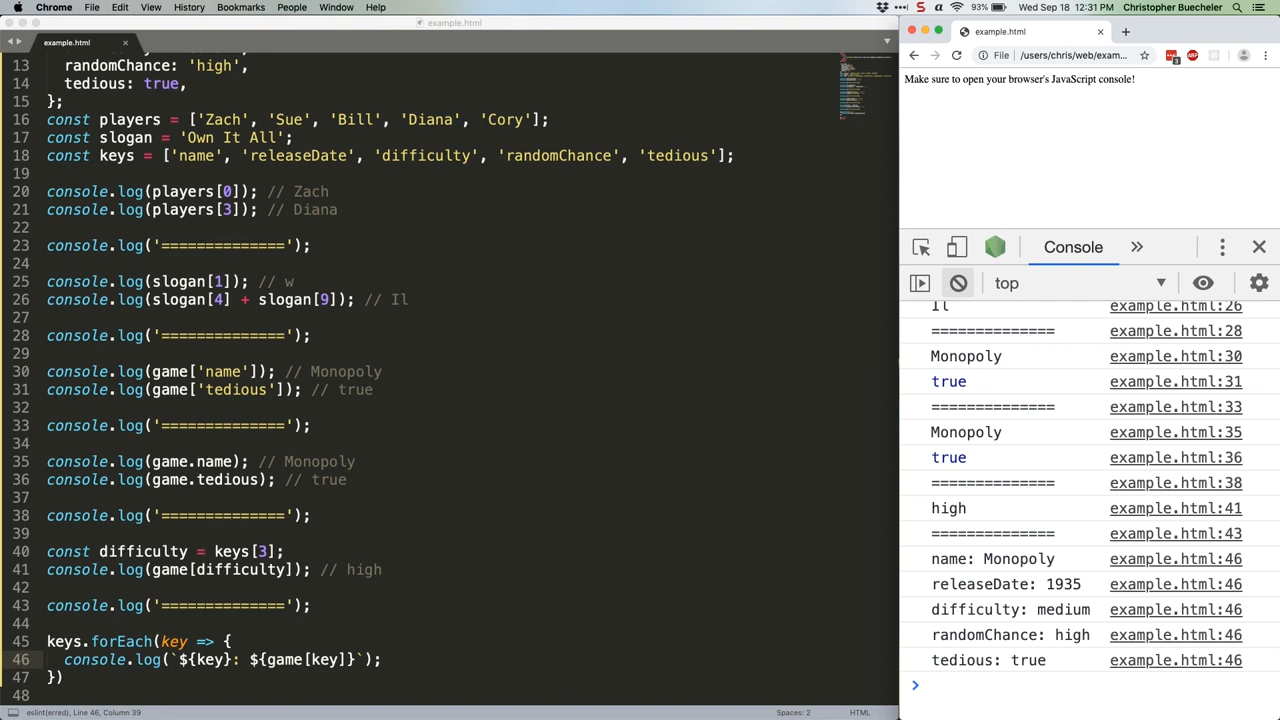 Chrome File Edit View History Bookmarks People Window Help
93% Wed Sep 18 12:31 PM Christopher Buecheler
example.html
example.html
13 randomChance: 'high',
14 tedious: true,
15 };
16 const players = ['Zach', 'Sue', 'Bill', 'Diana', 'Cory'];
17 const slogan = 'Own It All';
18 const keys = ['name', 'releaseDate', 'difficulty', 'randomChance', 'tedious'];
19
20 console.log(players[0]); // Zach
21 console.log(players[3]); // Diana
22
23 console.log('==============');
24
25 console.log(slogan[1]); // w
26 console.log(slogan[4] + slogan[9]); // Il
27
28 console.log('==============');
29
30 console.log(game['name']); // Monopoly
31 console.log(game['tedious']); // true
32
33 console.log('==============');
34
35 console.log(game.name); // Monopoly
36 console.log(game.tedious); // true
37
38 console.log('==============');
39
40 const difficulty = keys[3];
41 console.log(game[difficulty]); // high
42
43 console.log('==============');
44
45 keys.forEach(key => {
46 console.log(`${key}: ${game[key]}`);
47 })
48
eslint(erred), Line 46, Column 39 Spaces: 2 HTML
example.html
File /users/chris/web/exam...
3 ABP
Make sure to open your browser's JavaScript console!
Console
top
Il example.html:26
============== example.html:28
Monopoly example.html:30
true example.html:31
============== example.html:33
Monopoly example.html:35
true example.html:36
============== example.html:38
high example.html:41
============== example.html:43
name: Monopoly example.html:46
releaseDate: 1935 example.html:46
difficulty: medium example.html:46
randomChance: high example.html:46
tedious: true example.html:46